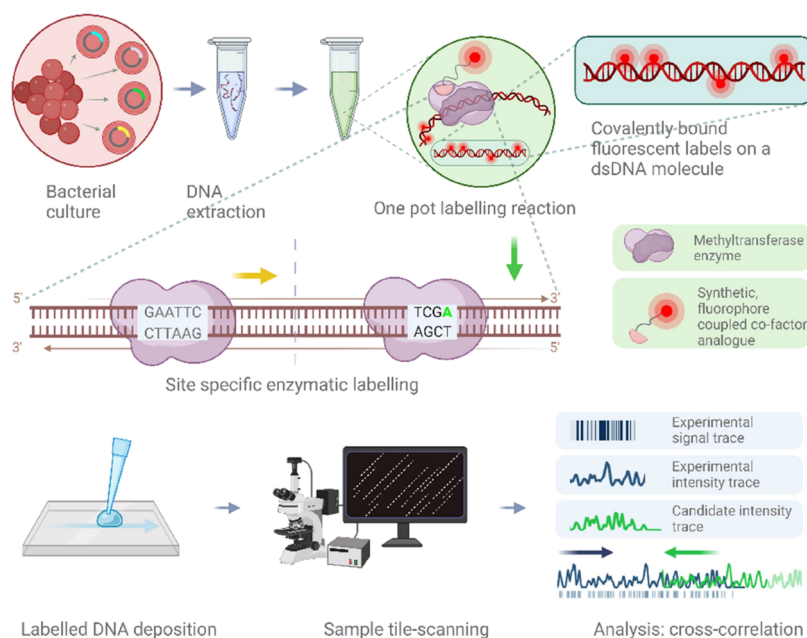 Bacterial
culture
DNA
extraction
One pot labelling reaction
Covalently-bound
fluorescent labels on a
dsDNA molecule
Methyltransferase
enzyme
Synthetic,
fluorophore
coupled co-factor
analogue
5'
3'
GAATTC
CTTAAG
TCGA
AGCT
3'
5'
Site specific enzymatic labelling
Experimental
signal trace
Experimental
intensity trace
Candidate intensity
trace
Labelled DNA deposition
Sample tile-scanning
Analysis: cross-correlation